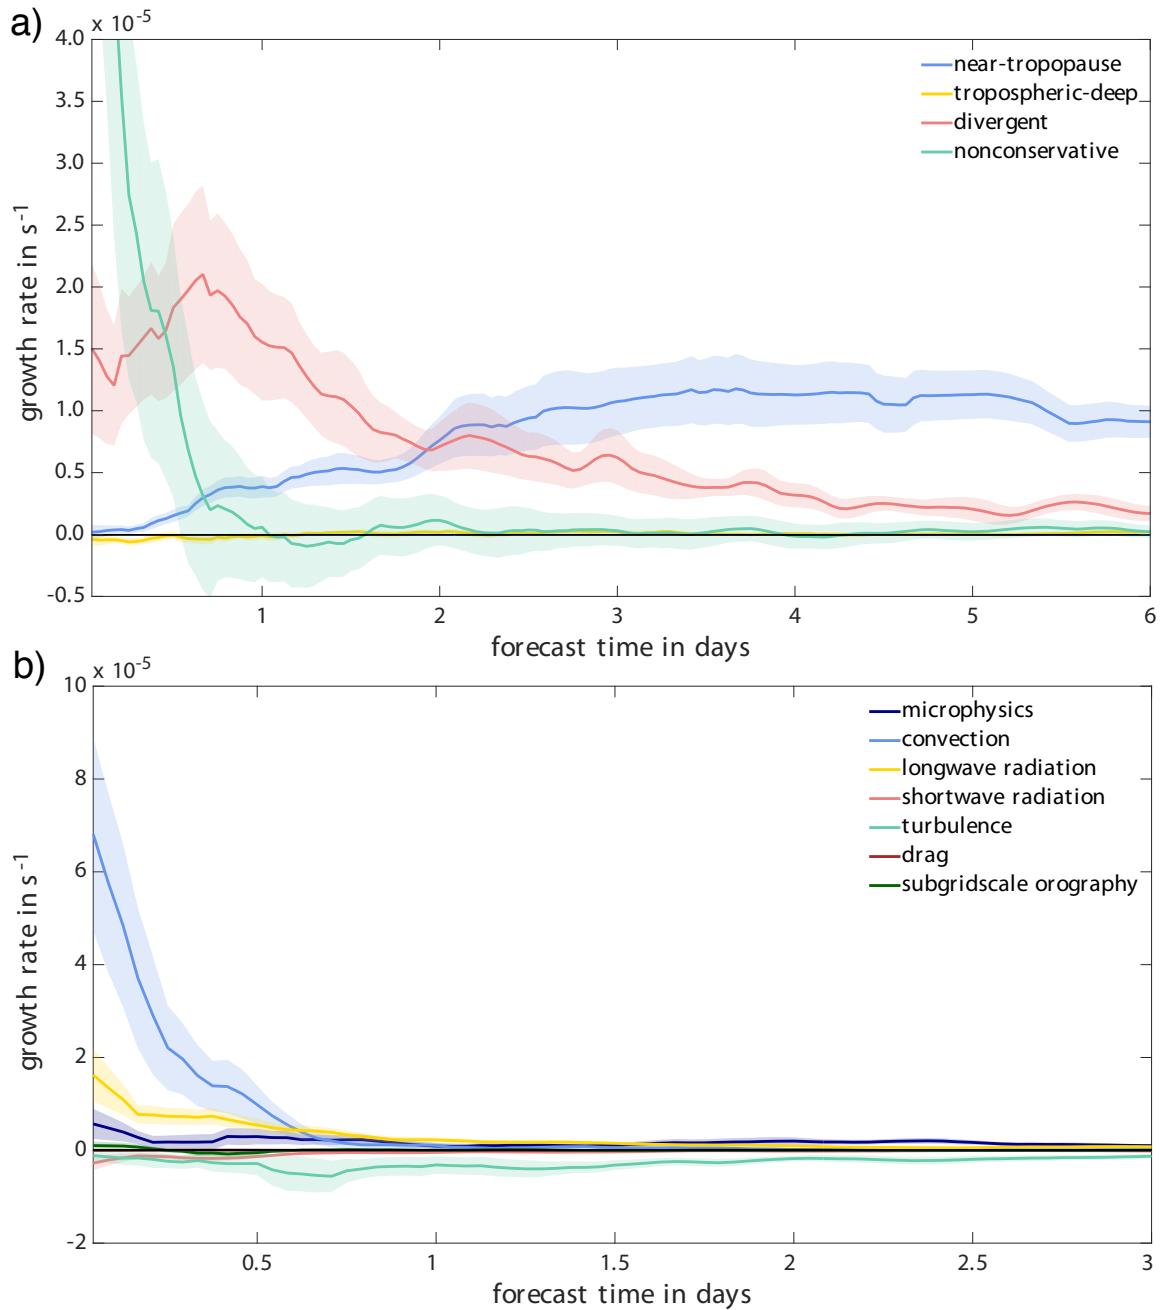 a)
x 10⁻⁵
4.0
3.5
3.0
2.5
2.0
1.5
1.0
0.5
0.0
-0.5
growth rate in s⁻¹
near-tropopause
tropospheric-deep
divergent
nonconservative
1 2 3 4 5 6
forecast time in days
b)
x 10⁻⁵
10
8
6
4
2
0
-2
growth rate in s⁻¹
microphysics
convection
longwave radiation
shortwave radiation
turbulence
drag
subgridscale orography
0.5 1 1.5 2 2.5 3
forecast time in days